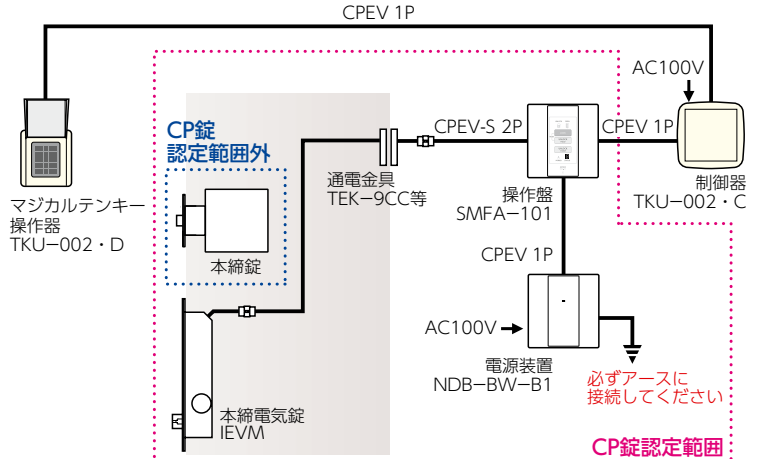 CPEV 1P
AC100V
CP錠
認定範囲外
CPEV-S 2P
CPEV 1P
通電金具
TEK−9CC等
操作盤
SMFA−101
制御器
TKU−002・C
マジカルテンキー
操作器
TKU−002・D
本締錠
CPEV 1P
AC100V
電源装置
NDB−BW−B1
必ずアースに
接続してください
本締電気錠
IEVM
CP錠認定範囲